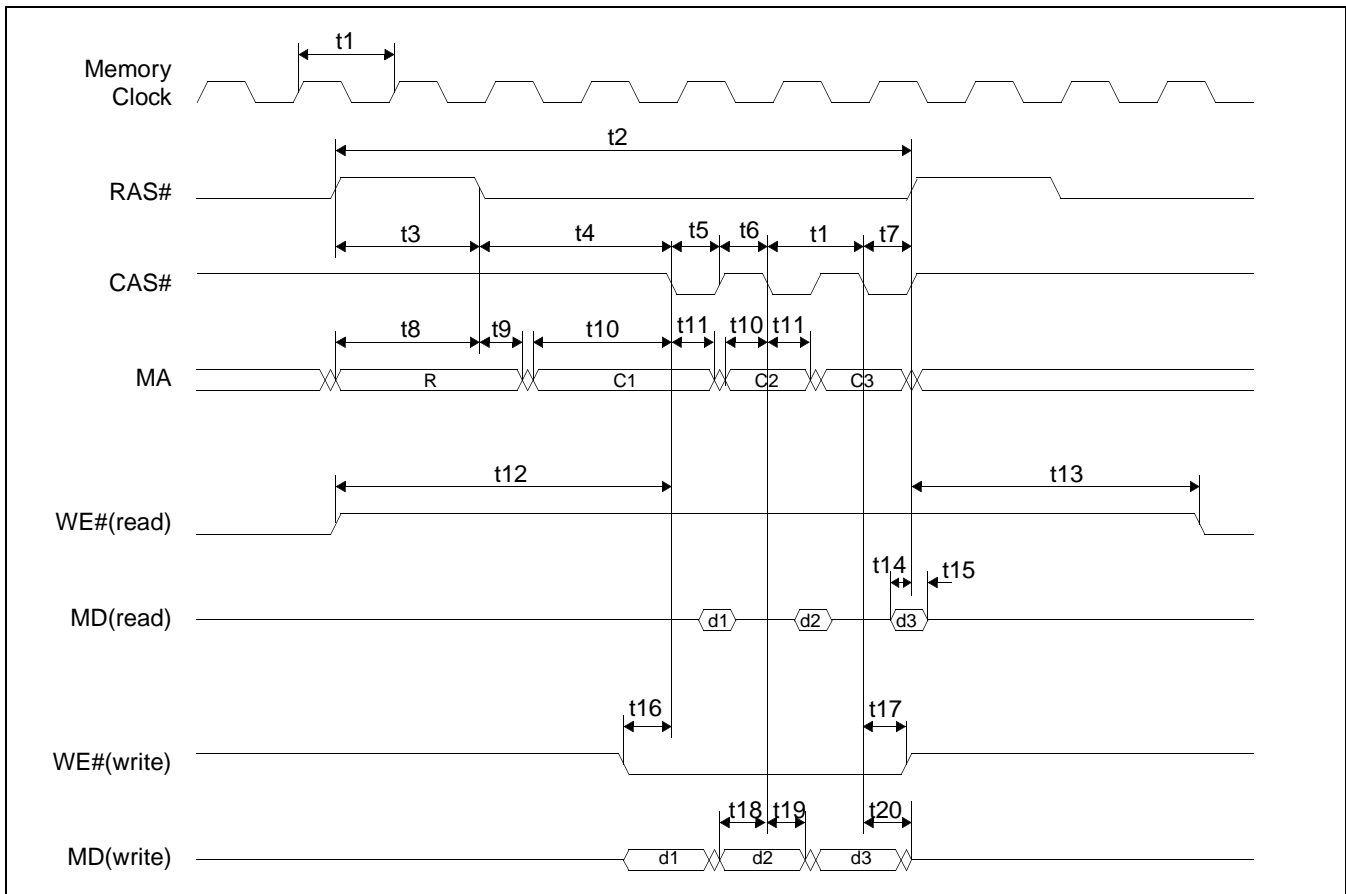 t1
Memory
Clock
t2
RAS#
t3 t4 t5 t6 t1 t7
CAS#
t8 t9 t10 t11 t10 t11
MA R C1 C2 C3
t12 t13
WE#(read)
t14 t15
MD(read) d1 d2 d3
t16 t17
WE#(write)
t18 t19 t20
MD(write) d1 d2 d3